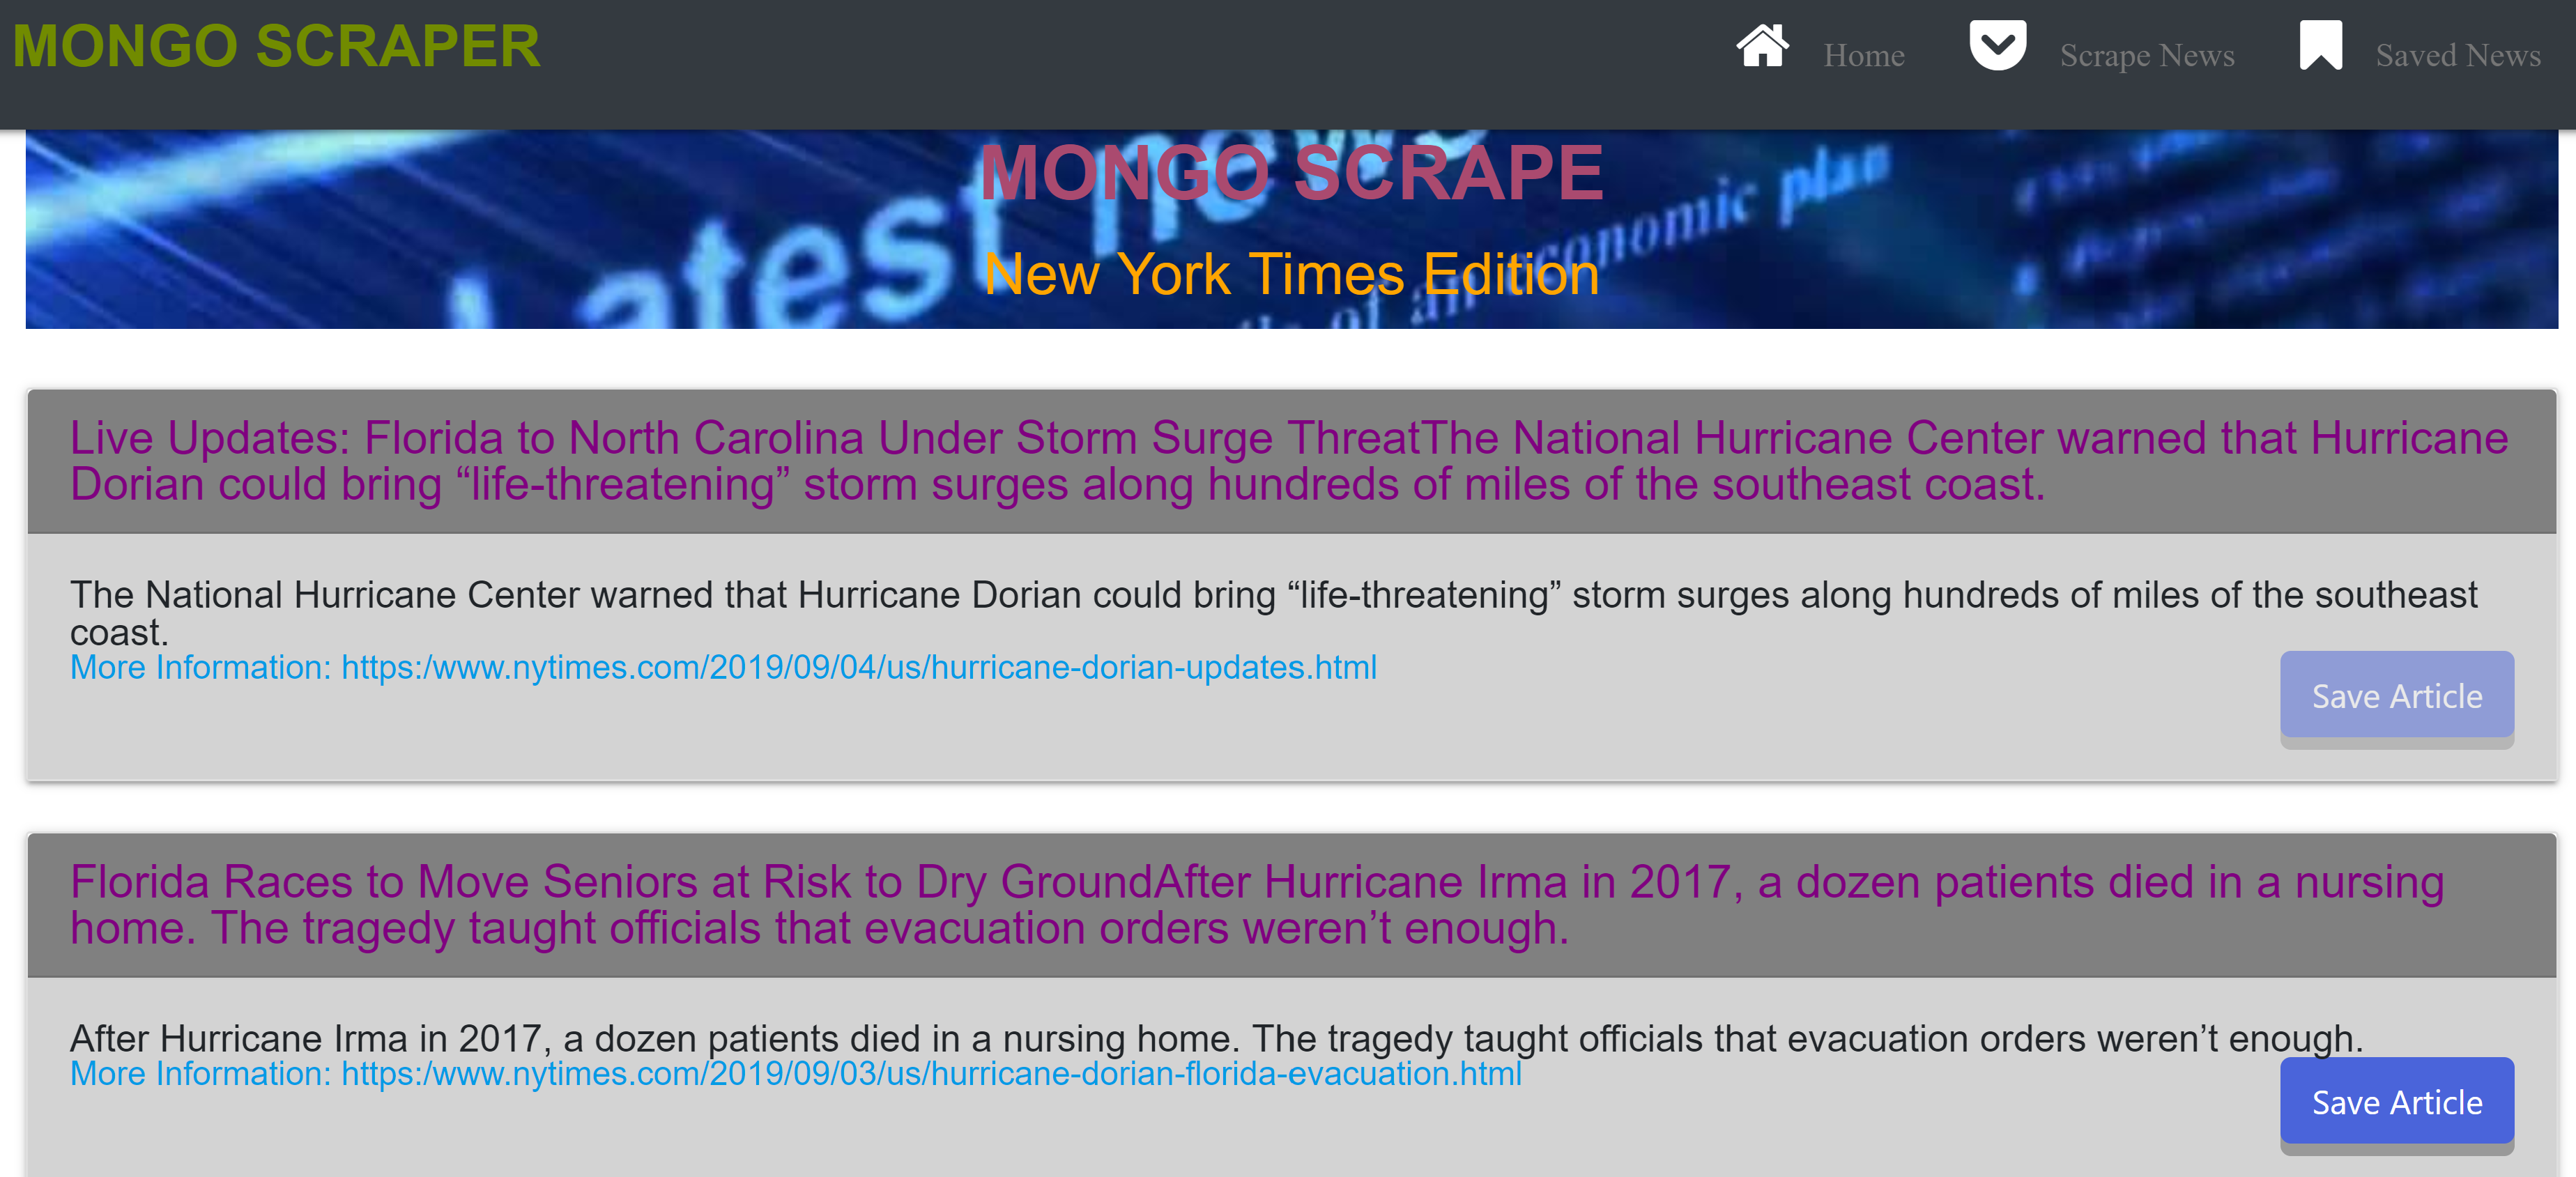 MONGO SCRAPER
Home
Scrape News
Saved News
Latest news
MONGO SCRAPE
economic plan
New York Times Edition
of an
Live Updates: Florida to North Carolina Under Storm Surge ThreatThe National Hurricane Center warned that Hurricane
Dorian could bring “life-threatening” storm surges along hundreds of miles of the southeast coast.
The National Hurricane Center warned that Hurricane Dorian could bring “life-threatening” storm surges along hundreds of miles of the southeast
coast.
More Information: https:/www.nytimes.com/2019/09/04/us/hurricane-dorian-updates.html
Save Article
Florida Races to Move Seniors at Risk to Dry GroundAfter Hurricane Irma in 2017, a dozen patients died in a nursing
home. The tragedy taught officials that evacuation orders weren’t enough.
After Hurricane Irma in 2017, a dozen patients died in a nursing home. The tragedy taught officials that evacuation orders weren’t enough.
More Information: https:/www.nytimes.com/2019/09/03/us/hurricane-dorian-florida-evacuation.html
Save Article